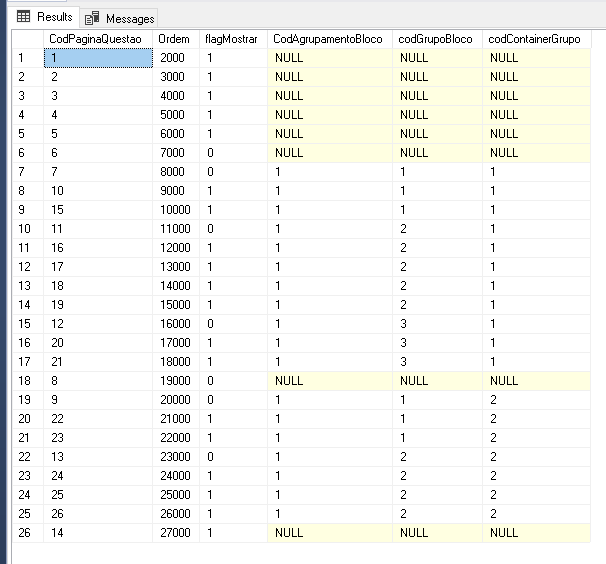 Results Messages
CodPaginaQuestao Ordem flagMostrar CodAgrupamentoBloco codGrupoBloco codContainerGrupo
1 1 2000 1 NULL NULL NULL
2 2 3000 1 NULL NULL NULL
3 3 4000 1 NULL NULL NULL
4 4 5000 1 NULL NULL NULL
5 5 6000 1 NULL NULL NULL
6 6 7000 0 NULL NULL NULL
7 7 8000 0 1 1 1
8 10 9000 1 1 1 1
9 15 10000 1 1 1 1
10 11 11000 0 1 2 1
11 16 12000 1 1 2 1
12 17 13000 1 1 2 1
13 18 14000 1 1 2 1
14 19 15000 1 1 2 1
15 12 16000 0 1 3 1
16 20 17000 1 1 3 1
17 21 18000 1 1 3 1
18 8 19000 0 NULL NULL NULL
19 9 20000 0 1 1 2
20 22 21000 1 1 1 2
21 23 22000 1 1 1 2
22 13 23000 0 1 2 2
23 24 24000 1 1 2 2
24 25 25000 1 1 2 2
25 26 26000 1 1 2 2
26 14 27000 1 NULL NULL NULL